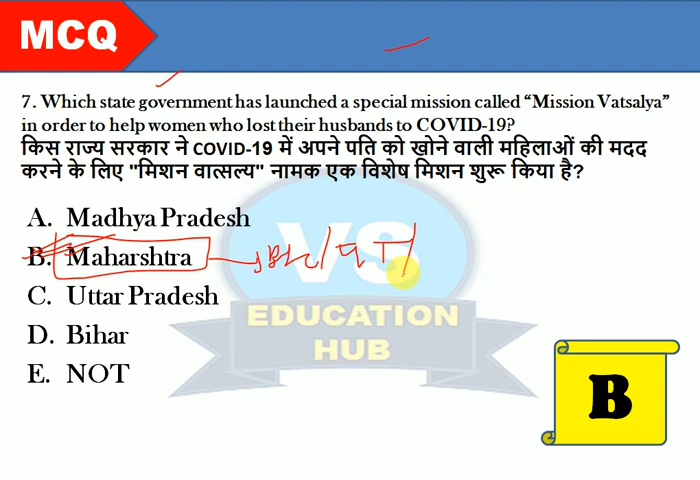 MCQ
7. Which state government has launched a special mission called “Mission Vatsalya”
in order to help women who lost their husbands to COVID-19?
किस राज्य सरकार ने COVID-19 में अपने पति को खोने वाली महिलाओं की मदद
करने के लिए "मिशन वात्सल्य" नामक एक विशेष मिशन शुरू किया है?
A. Madhya Pradesh
B. Maharshtra
C. Uttar Pradesh
D. Bihar
E. NOT
VS
EDUCATION
HUB
B